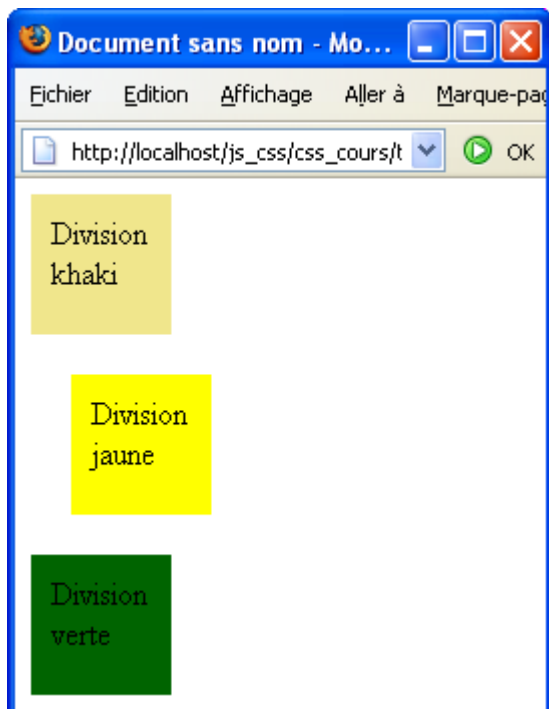 Document sans nom - Mo...
Fichier Edition Affichage Aller à Marque-pag
http://localhost/js_css/css_cours/t OK
Division
khaki
Division
jaune
Division
verte